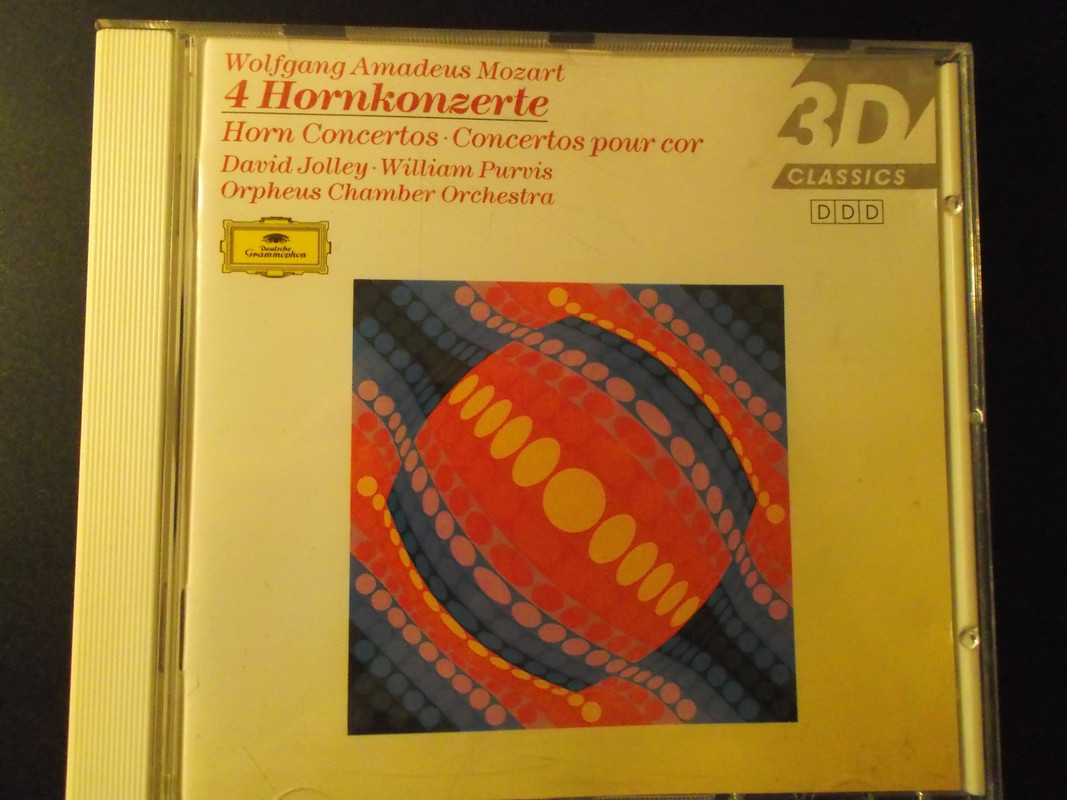 Wolfgang Amadeus Mozart
4 Hornkonzerte
Horn Concertos · Concertos pour cor
David Jolley · William Purvis
Orpheus Chamber Orchestra
Deutsche
Grammophon
3D
CLASSICS
DDD